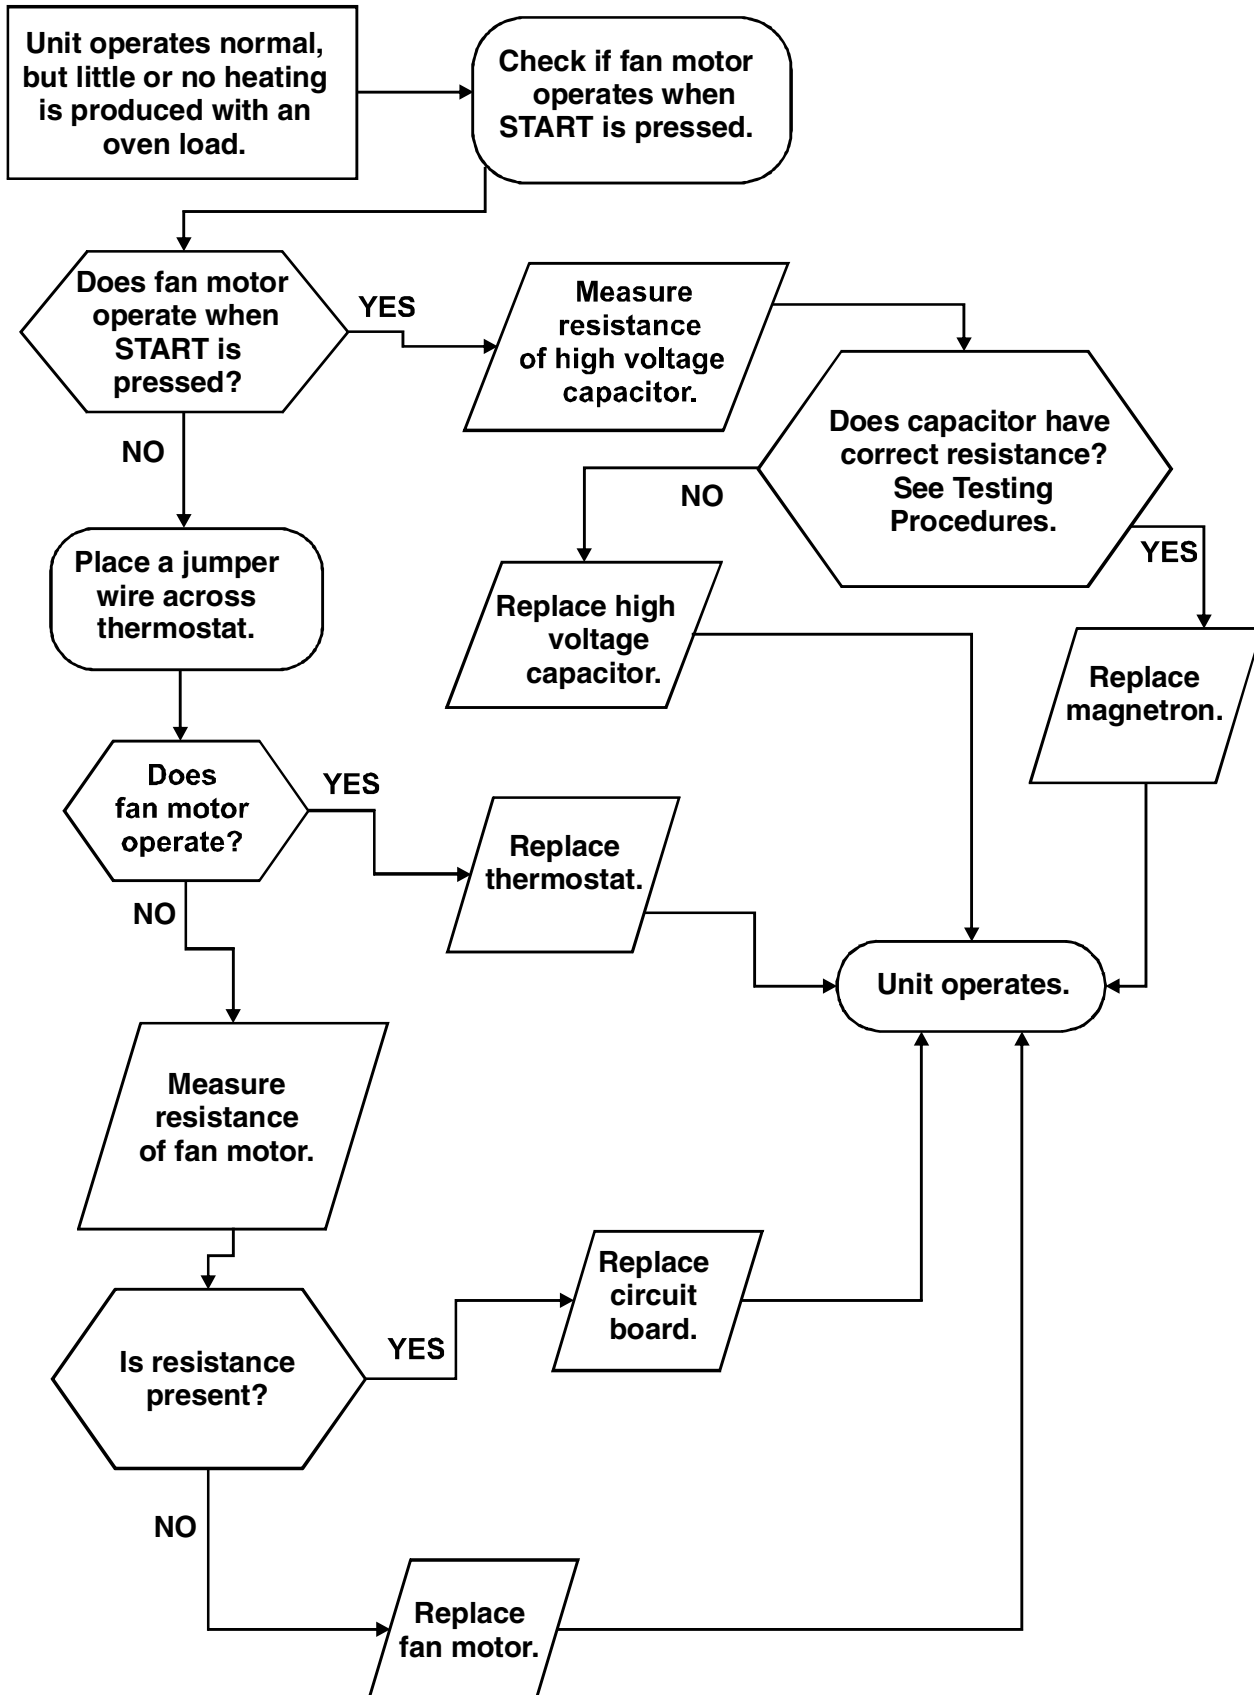 Unit operates normal,
but little or no heating
is produced with an
oven load.
Check if fan motor
operates when
START is pressed.
Does fan motor
operate when
START is
pressed?
YES
Measure
resistance
of high voltage
capacitor.
Does capacitor have
correct resistance?
See Testing
Procedures.
NO
NO
YES
Place a jumper
wire across
thermostat.
Replace high
voltage
capacitor.
Replace
magnetron.
Does
fan motor
operate?
YES
Replace
thermostat.
NO
Unit operates.
Measure
resistance
of fan motor.
Replace
circuit
board.
Is resistance
present?
YES
NO
Replace
fan motor.